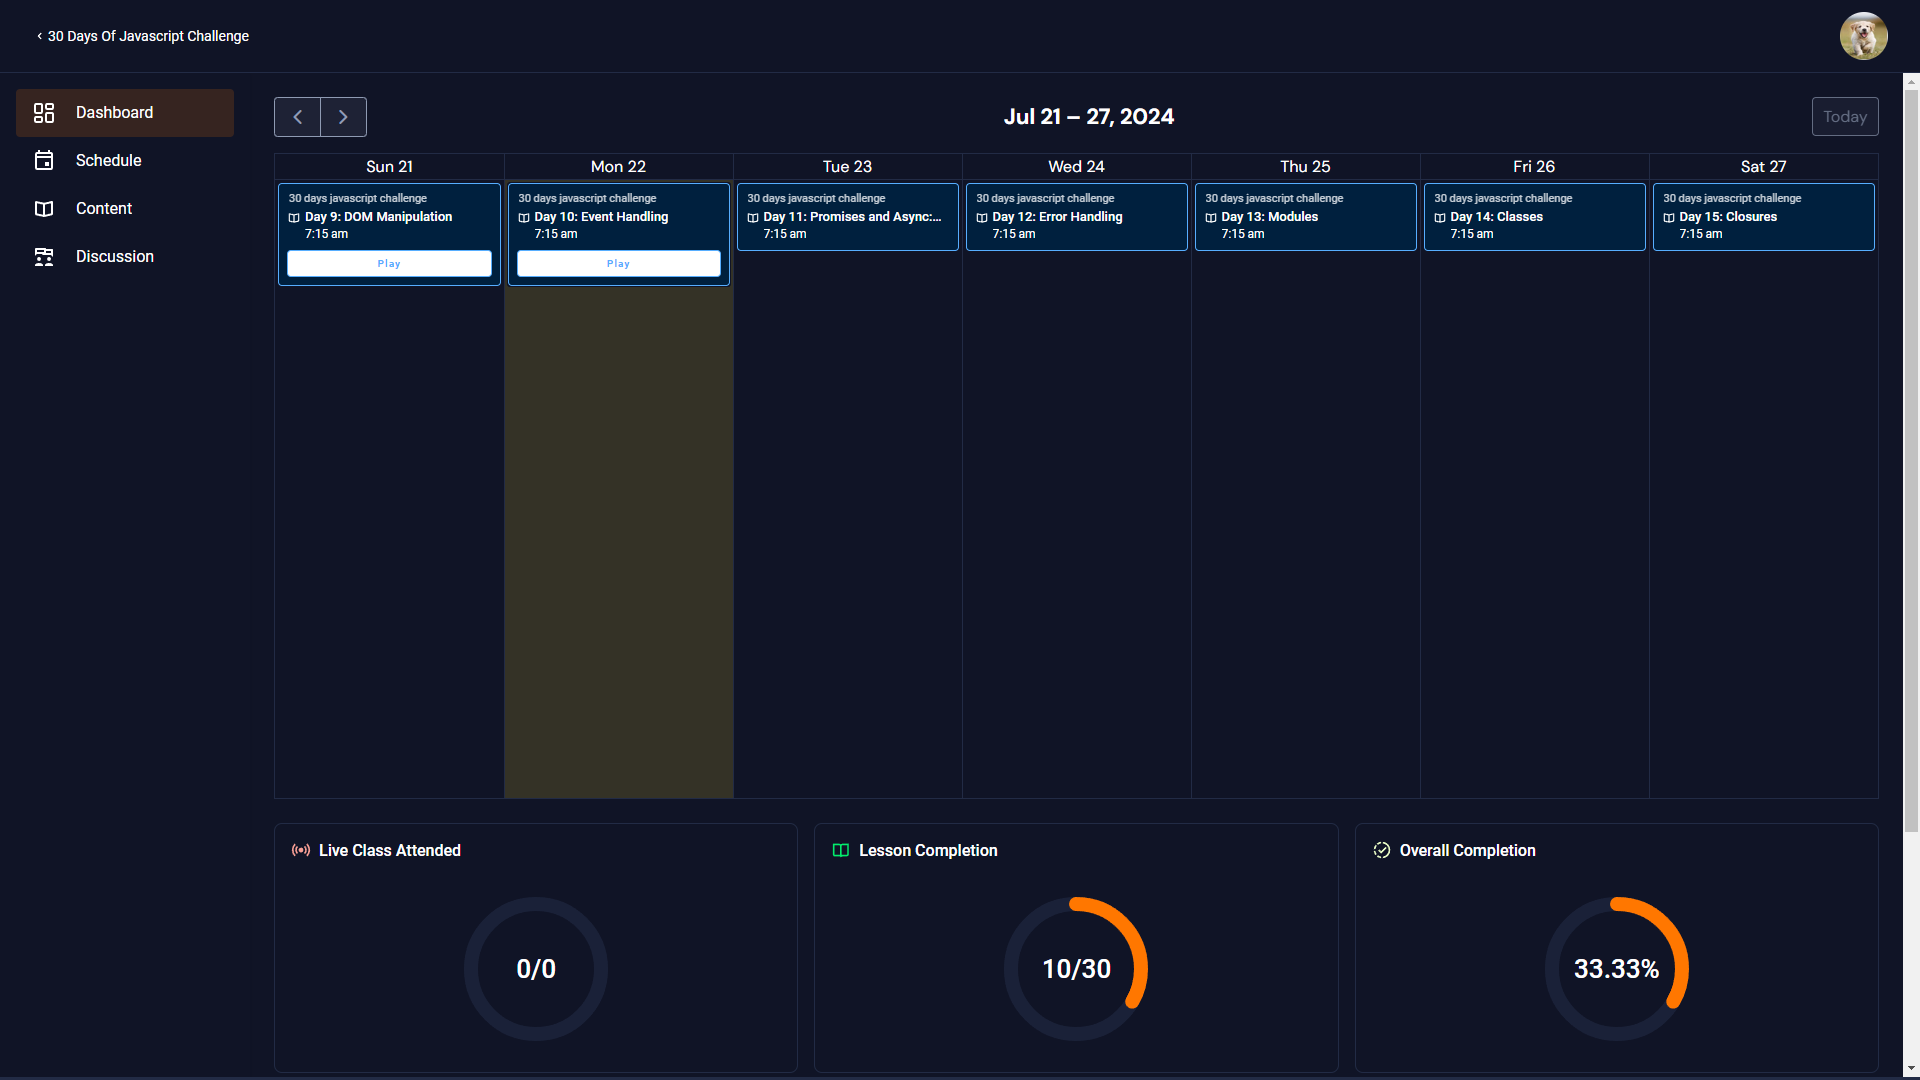 ‹ 30 Days Of Javascript Challenge
Dashboard
Schedule
Content
Discussion
Jul 21 – 27, 2024
Today
Sun 21
Mon 22
Tue 23
Wed 24
Thu 25
Fri 26
Sat 27
30 days javascript challenge
Day 9: DOM Manipulation
7:15 am
Play
30 days javascript challenge
Day 10: Event Handling
7:15 am
Play
30 days javascript challenge
Day 11: Promises and Async:...
7:15 am
30 days javascript challenge
Day 12: Error Handling
7:15 am
30 days javascript challenge
Day 13: Modules
7:15 am
30 days javascript challenge
Day 14: Classes
7:15 am
30 days javascript challenge
Day 15: Closures
7:15 am
Live Class Attended
0/0
Lesson Completion
10/30
Overall Completion
33.33%